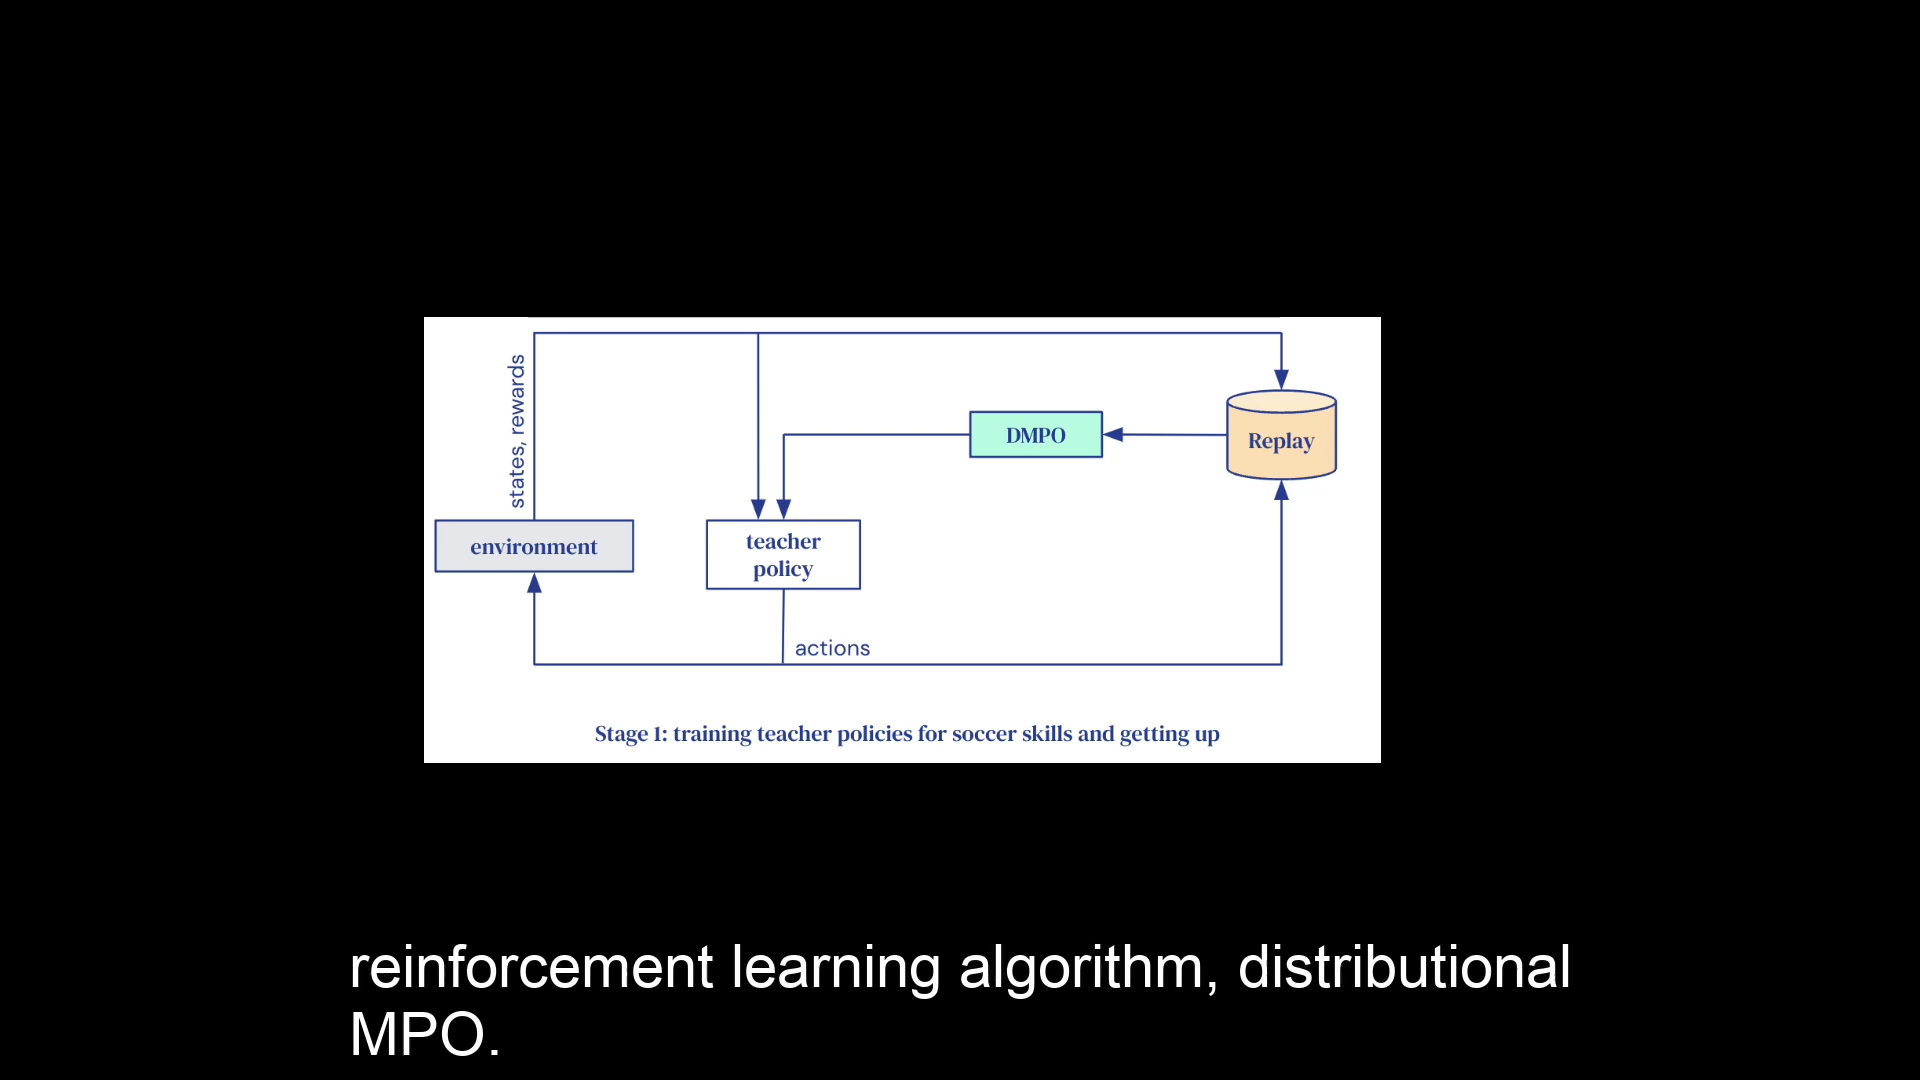 states, rewards
DMPO
Replay
environment
teacher
policy
actions
Stage 1: training teacher policies for soccer skills and getting up
reinforcement learning algorithm, distributional
MPO.